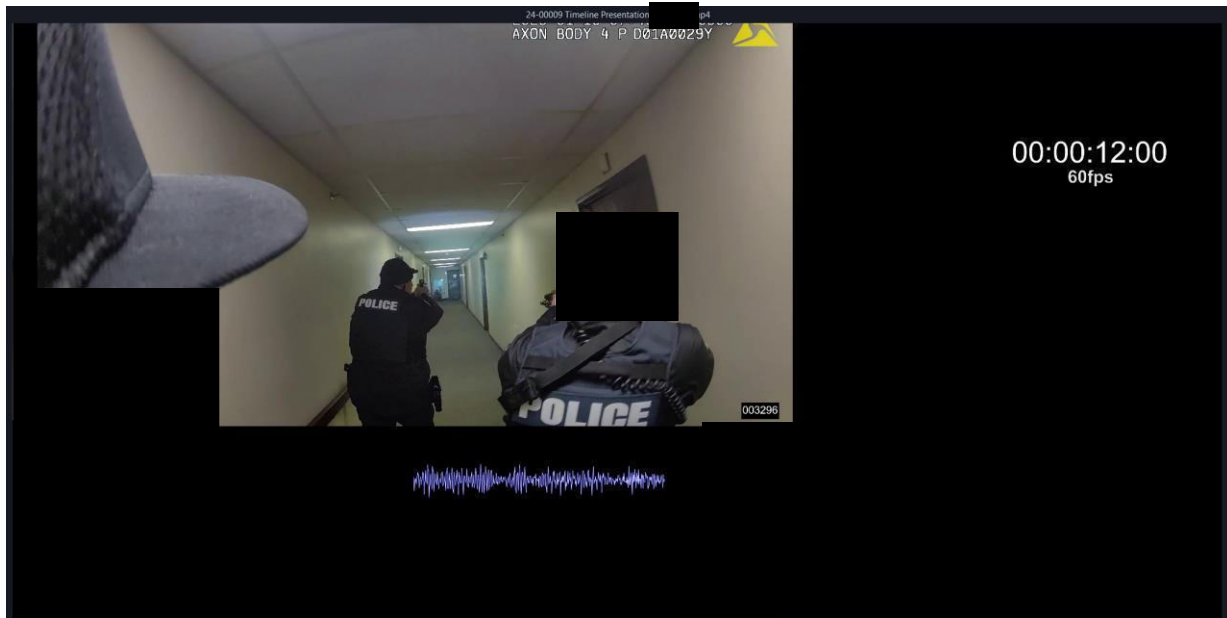 24-00009 Timeline Presentation
AXON BODY 4 P D01A0029Y
00:00:12:00
60fps
POLICE
POLICE
003296